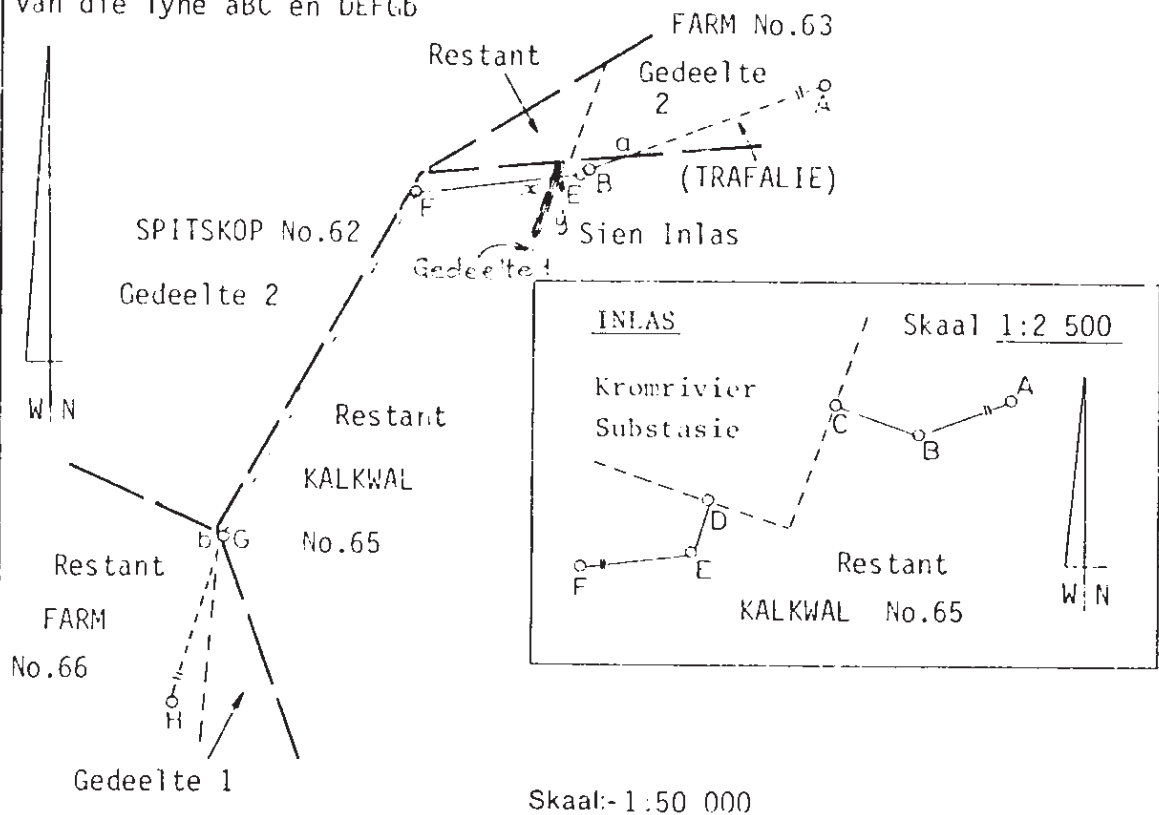 van die lyne aBC en DEFGb
FARM No.63
Restant
Gedeelte
2
A
a
B
(TRAFALIE)
F
x
E
y
SPITSKOP No.62
Sien Inlas
Gedeelte 1
Gedeelte 2
INLAS
Skaal 1:2 500
Kromrivier
Substasie
A
C
B
W N
Restant
KALKWAL
No.65
D
E
F
Restant
KALKWAL No.65
W N
b G
Restant
FARM
No.66
H
Gedeelte 1
Skaal:- 1:50 000